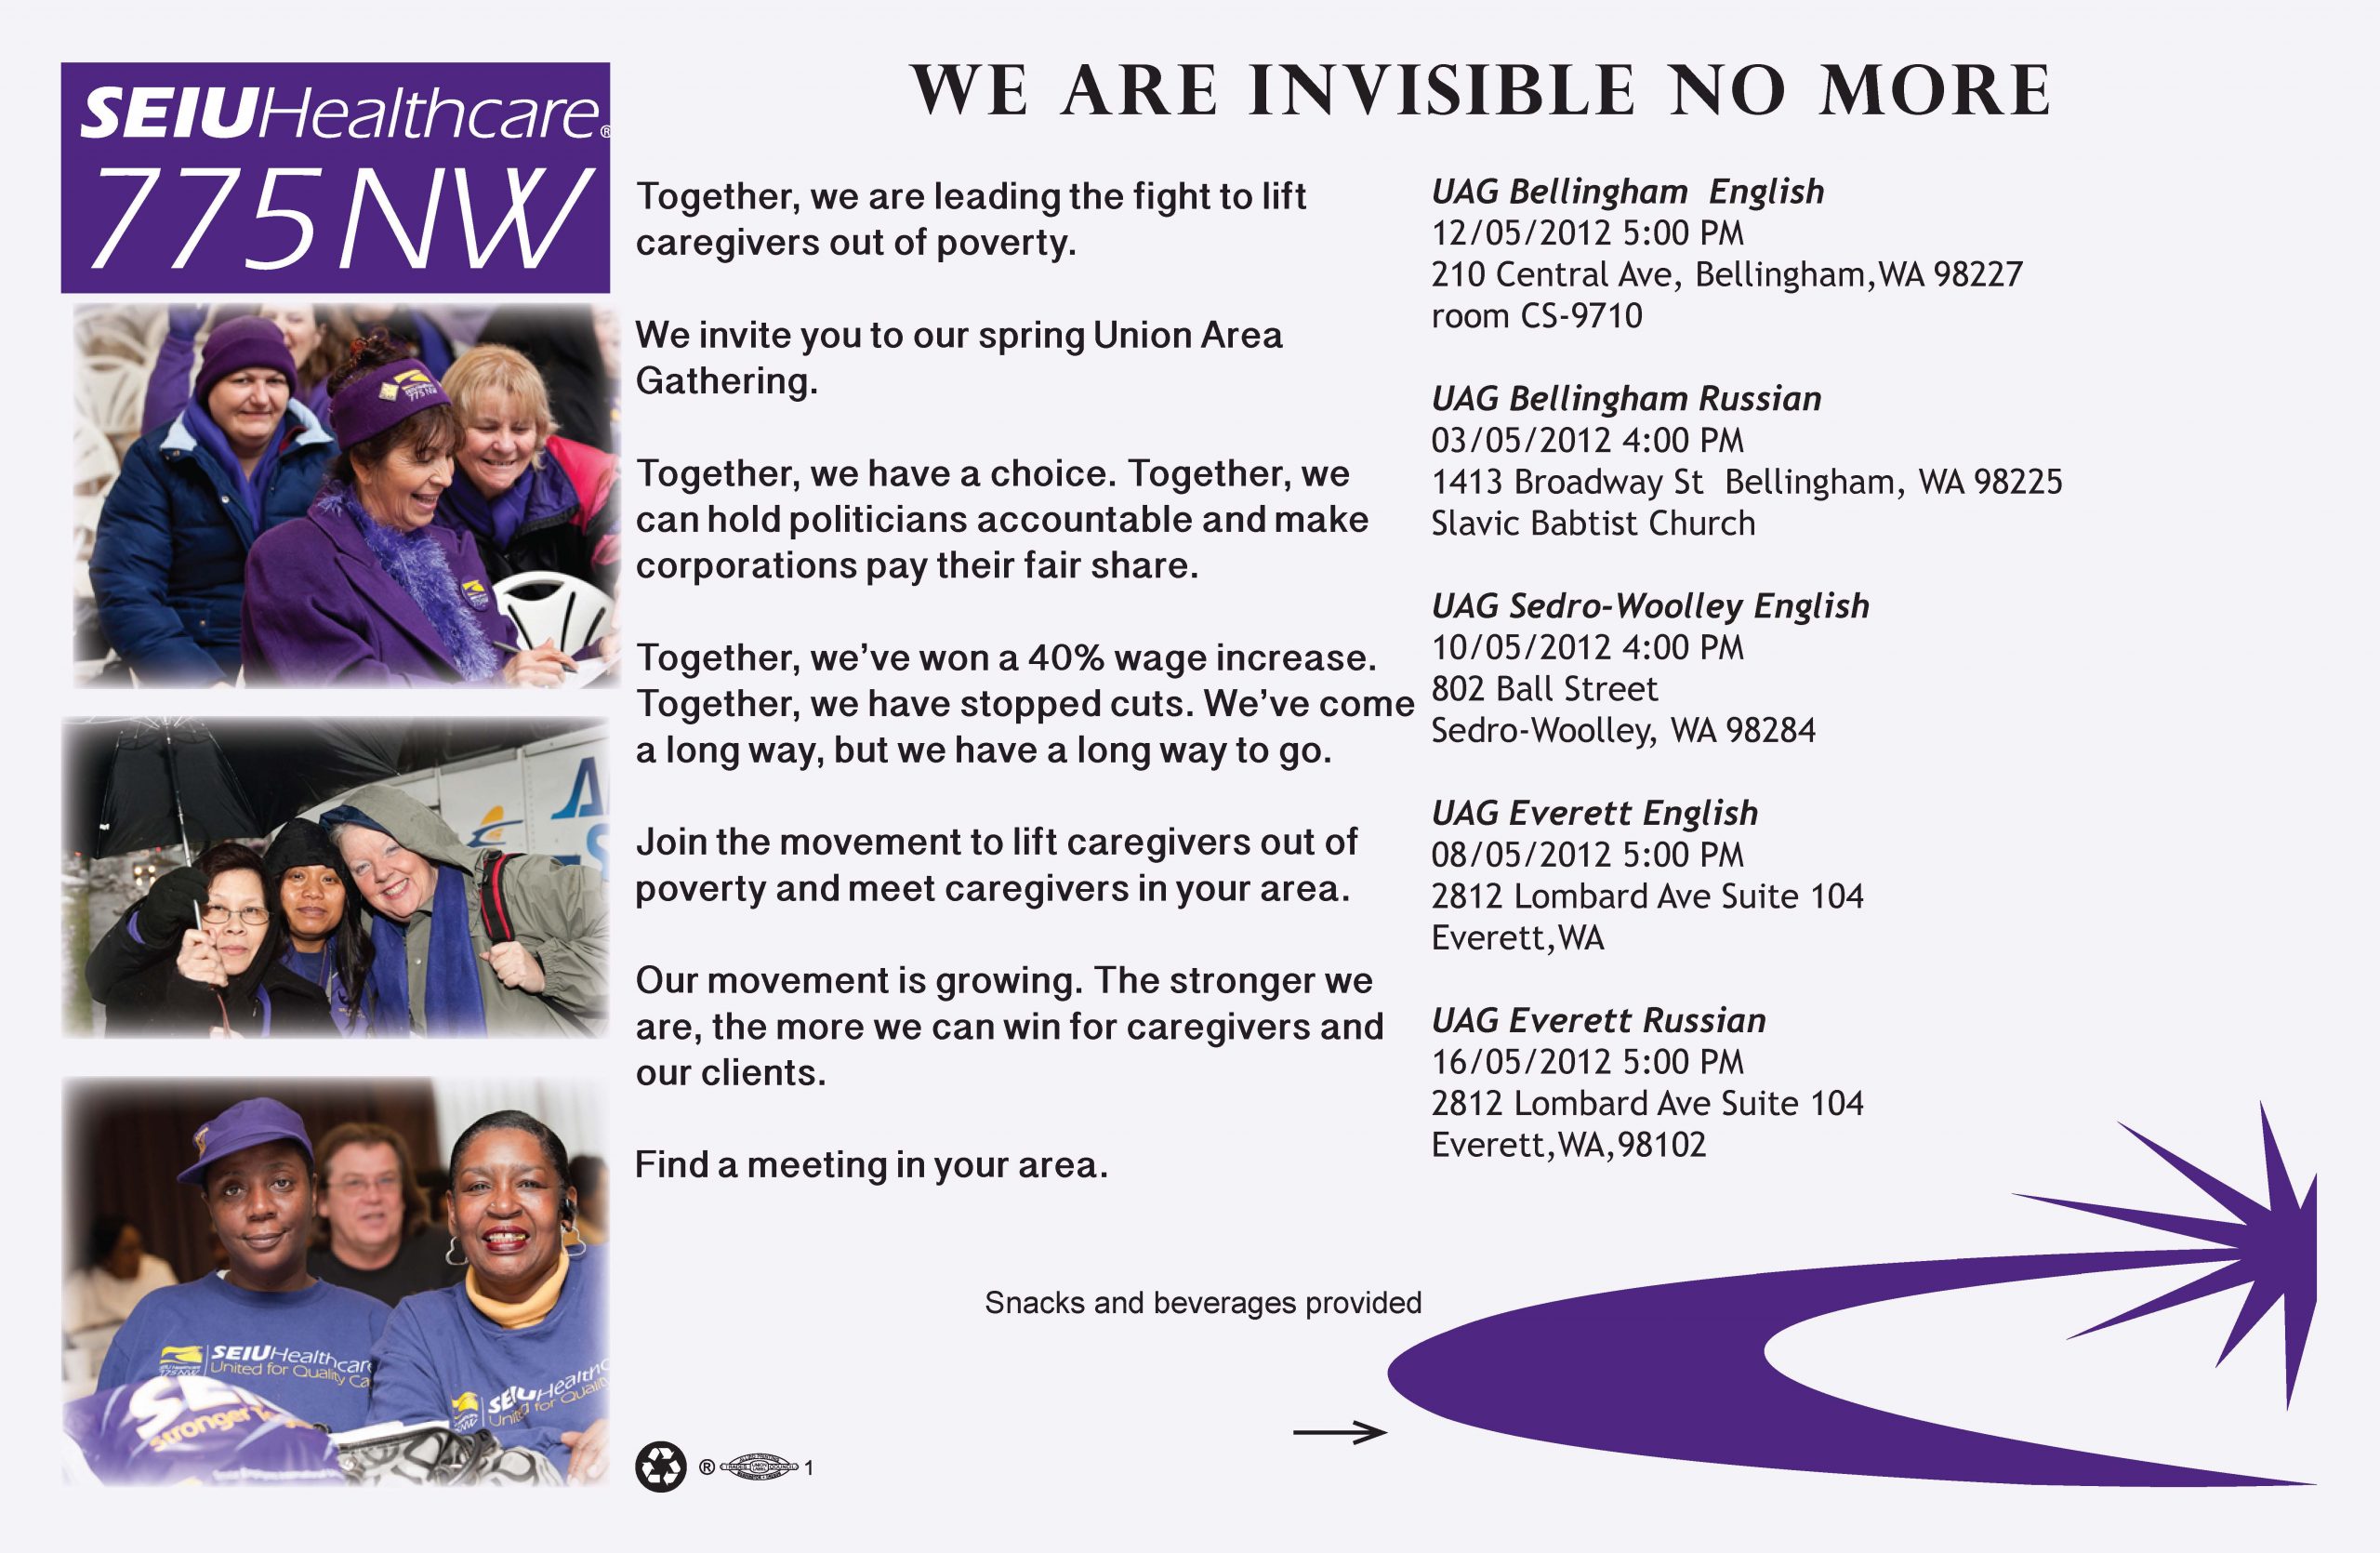 SEIUHealthcare®
775NW
WE ARE INVISIBLE NO MORE
Together, we are leading the fight to lift
caregivers out of poverty.
We invite you to our spring Union Area
Gathering.
Together, we have a choice. Together, we
can hold politicians accountable and make
corporations pay their fair share.
Together, we've won a 40% wage increase.
Together, we have stopped cuts. We've come
a long way, but we have a long way to go.
Join the movement to lift caregivers out of
poverty and meet caregivers in your area.
Our movement is growing. The stronger we
are, the more we can win for caregivers and
our clients.
Find a meeting in your area.
UAG Bellingham English
12/05/2012 5:00 PM
210 Central Ave, Bellingham,WA 98227
room CS-9710
UAG Bellingham Russian
03/05/2012 4:00 PM
1413 Broadway St Bellingham, WA 98225
Slavic Babtist Church
UAG Sedro-Woolley English
10/05/2012 4:00 PM
802 Ball Street
Sedro-Woolley, WA 98284
UAG Everett English
08/05/2012 5:00 PM
2812 Lombard Ave Suite 104
Everett,WA
UAG Everett Russian
16/05/2012 5:00 PM
2812 Lombard Ave Suite 104
Everett,WA,98102
Snacks and beverages provided
775NW
SEIUHealthcar
United for Quality Ca
SEIUHealthc
United for Quality
SE
Stronger
® 1